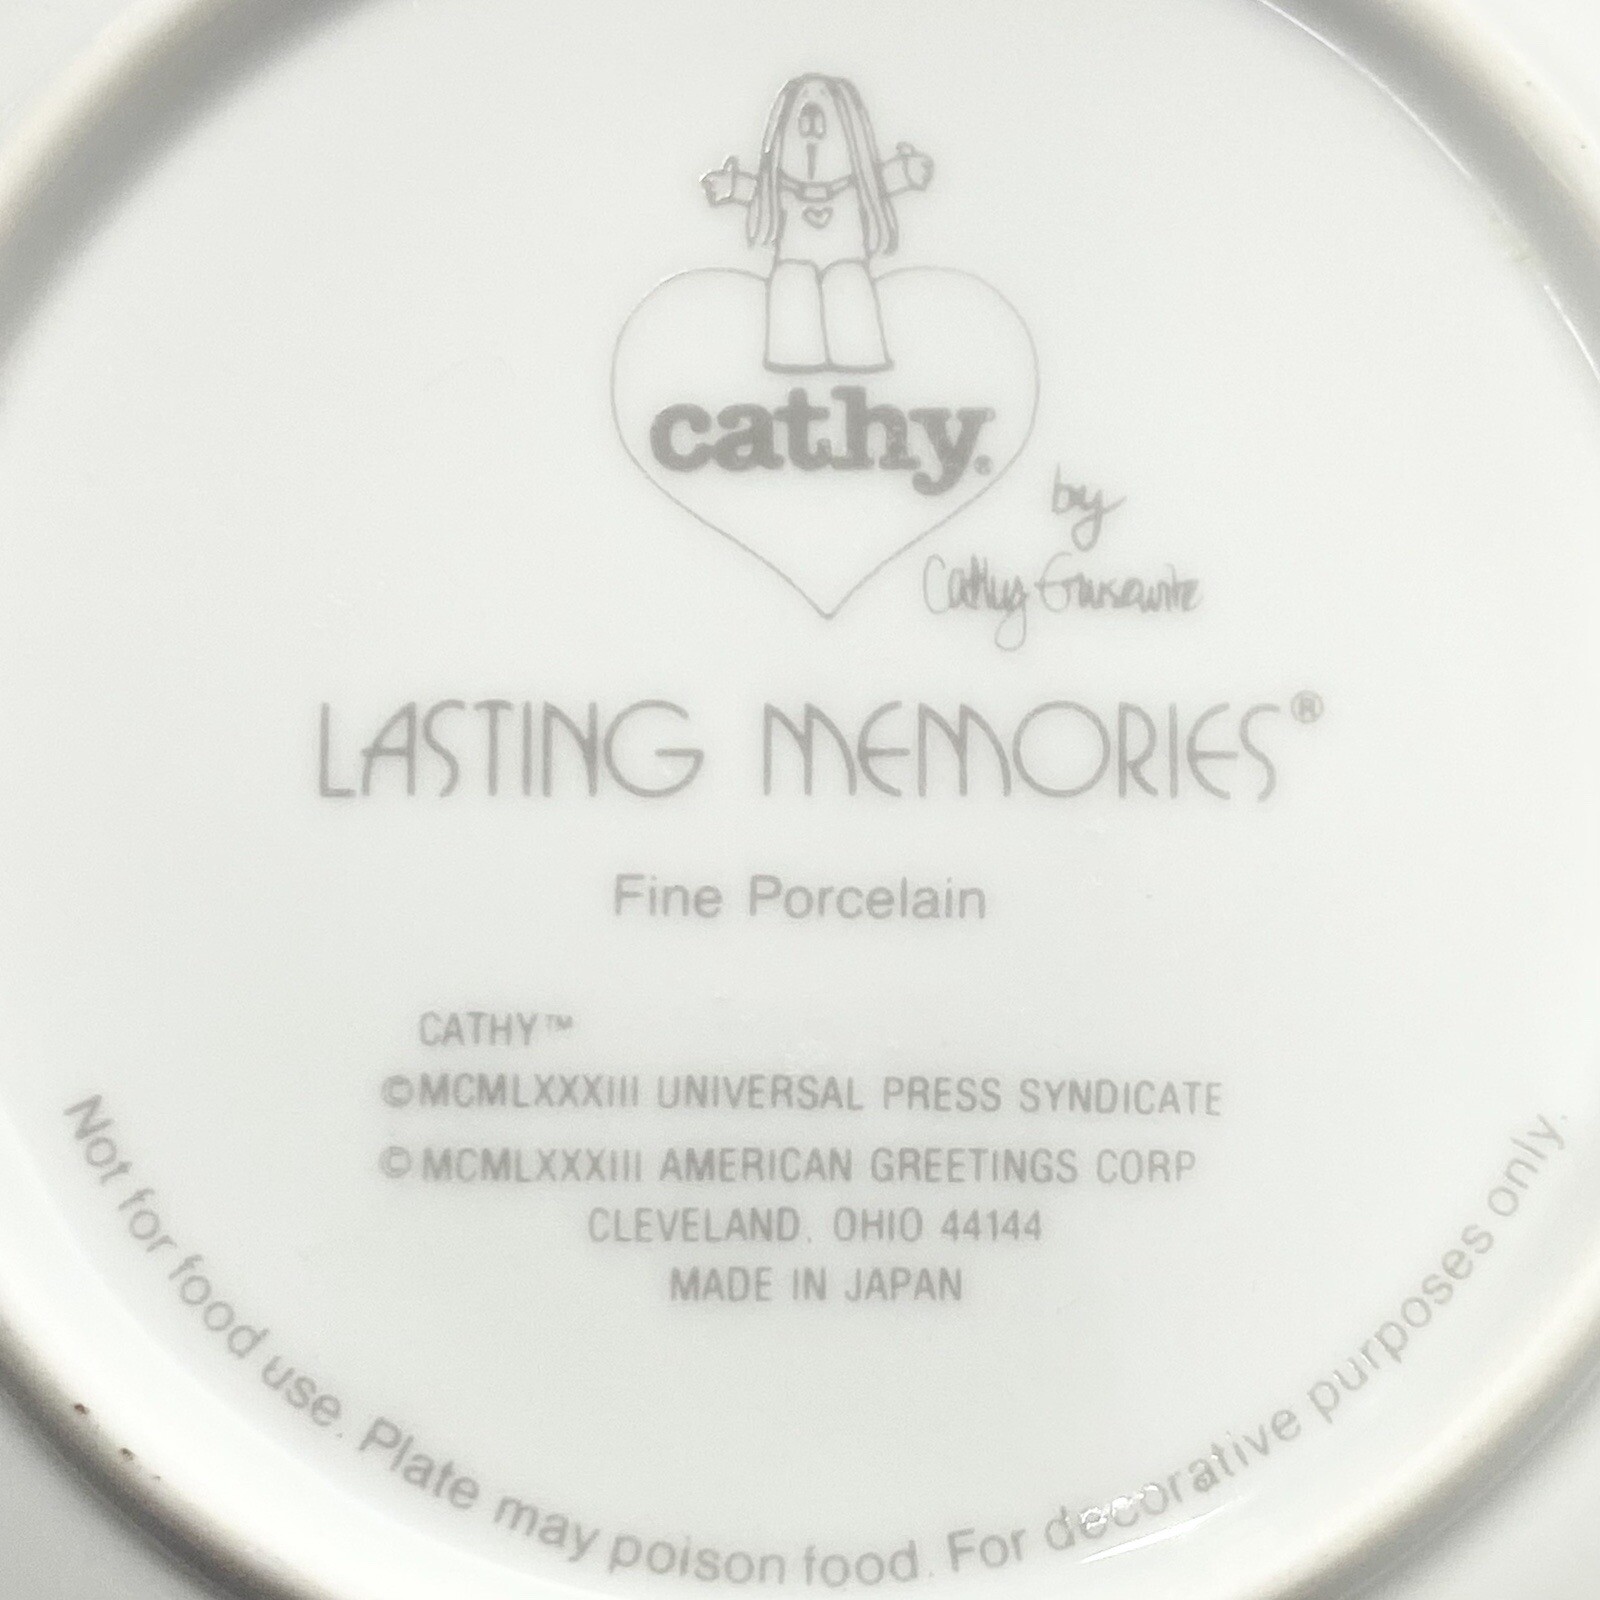 cathy.®
by
Cathy Guisewite
LASTING MEMORIES®
Fine Porcelain
CATHY™
©MCMLXXXIII UNIVERSAL PRESS SYNDICATE
©MCMLXXXIII AMERICAN GREETINGS CORP
CLEVELAND, OHIO 44144
MADE IN JAPAN
Not for food use. Plate may poison food. For decorative purposes only.